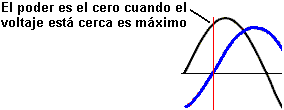 El poder es el cero cuando el
voltaje está cerca es máximo